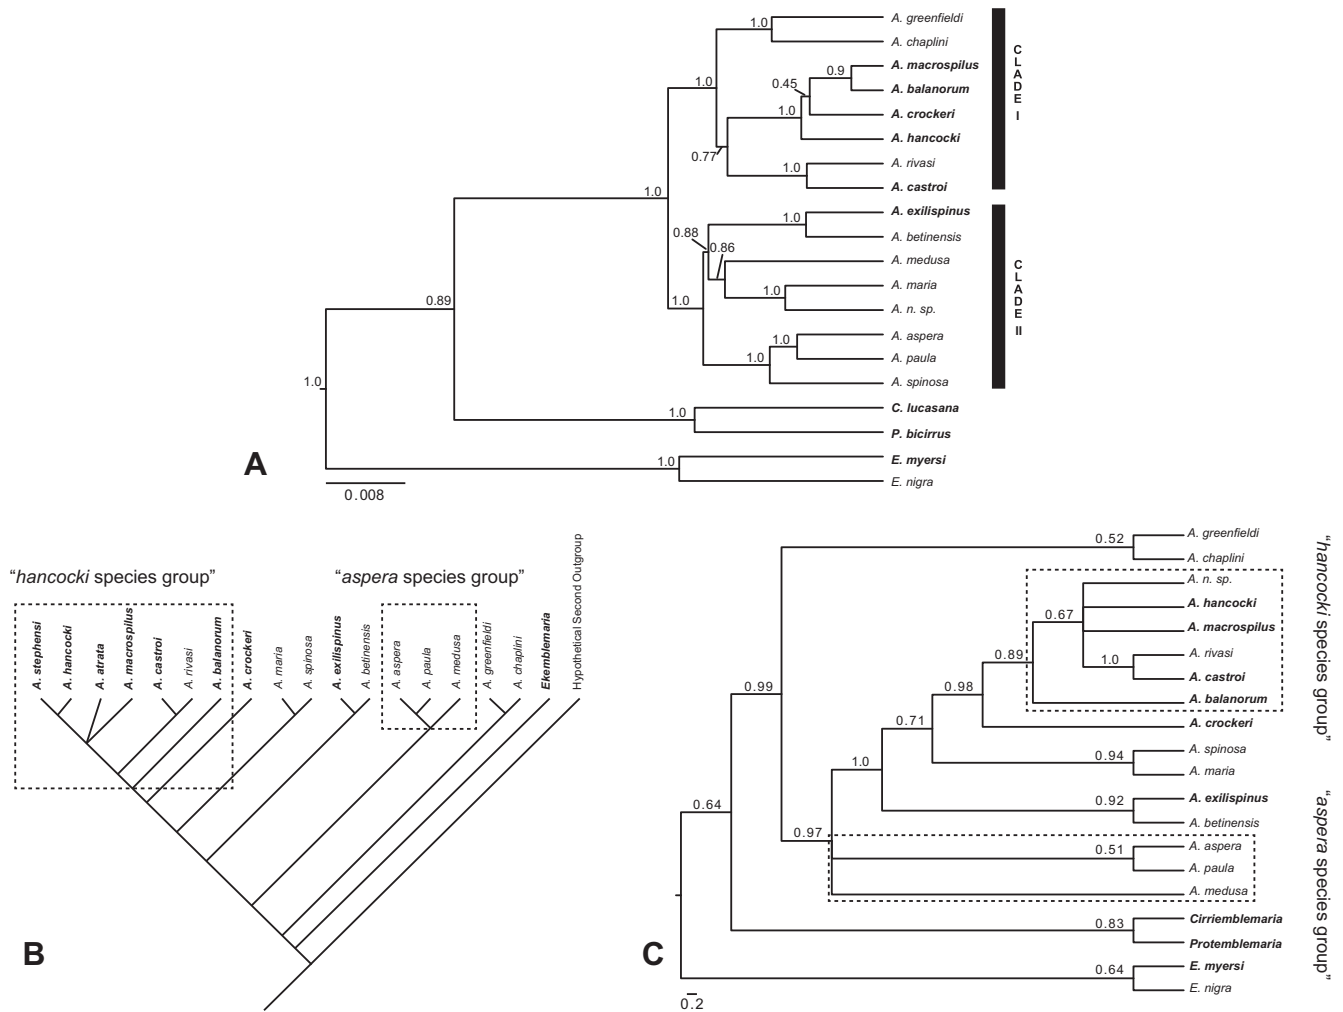 1.0
A. greenfieldi
A. chaplini
0.9
A. macrospilus
1.0
0.45
A. balanorum
1.0
A. crockeri
A. hancocki
0.77
1.0
A. rivasi
A. castroi
CLADE I
1.0
1.0
A. exilispinus
0.88
A. betinensis
0.86
A. medusa
1.0
A. maria
0.89
1.0
A. n. sp.
1.0
A. aspera
1.0
A. paula
A. spinosa
CLADE II
1.0
1.0
C. lucasana
P. bicirrus
1.0
E. myersi
E. nigra
A
0.008
“hancocki species group”
“aspera species group”
A. stephensi
A. hancocki
A. atrata
A. macrospilus
A. castroi
A. rivasi
A. balanorum
A. crockeri
A. maria
A. spinosa
A. exilispinus
A. betinensis
A. aspera
A. paula
A. medusa
A. greenfieldi
A. chaplini
Ekemblemaria
Hypothetical Second Outgroup
B
0.52
A. greenfieldi
A. chaplini
A. n. sp.
A. hancocki
0.67
A. macrospilus
0.89
A. rivasi
1.0
A. castroi
0.98
A. balanorum
0.99
0.71
A. crockeri
A. spinosa
0.94
1.0
A. maria
A. exilispinus
0.92
0.64
A. betinensis
0.97
A. aspera
0.51
A. paula
A. medusa
Cirriemblemaria
0.83
Protemblemaria
E. myersi
0.64
E. nigra
“hancocki species group”
“aspera species group”
C
0.2